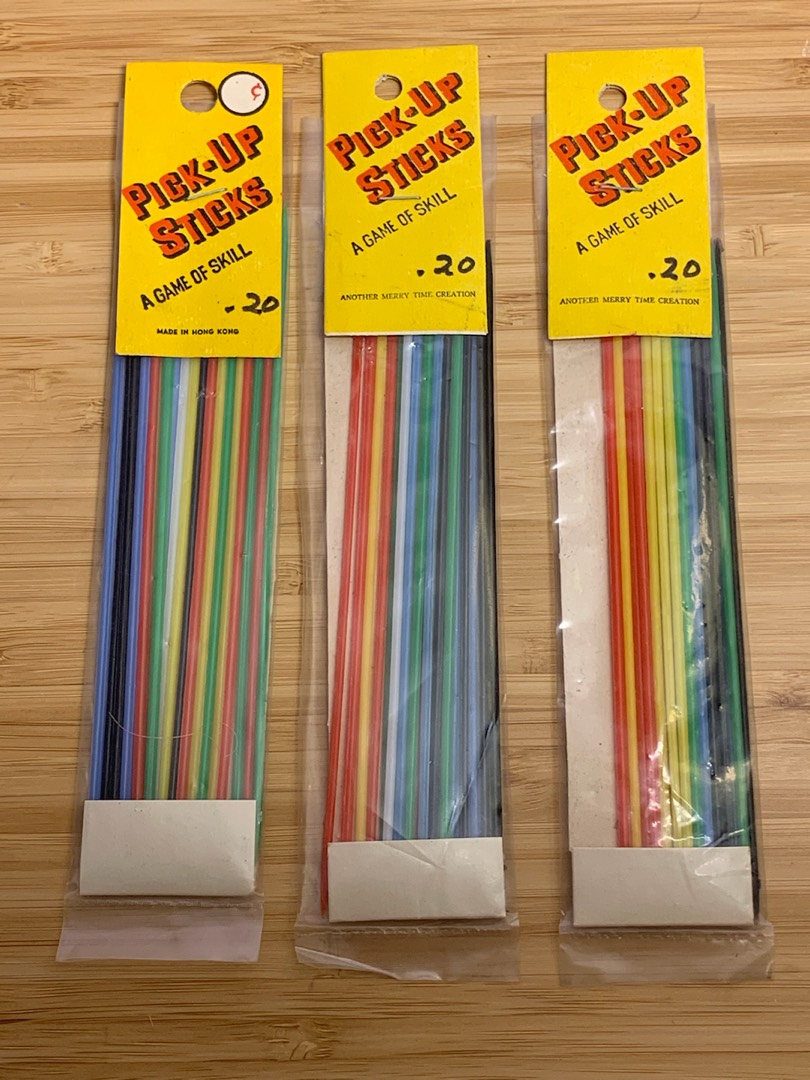 ¢
PICK-UP
STICKS
A GAME OF SKILL
.20
MADE IN HONG KONG
PICK-UP
STICKS
A GAME OF SKILL
.20
ANOTHER MERRY TIME CREATION
PICK-UP
STICKS
A GAME OF SKILL
.20
ANOTHER MERRY TIME CREATION